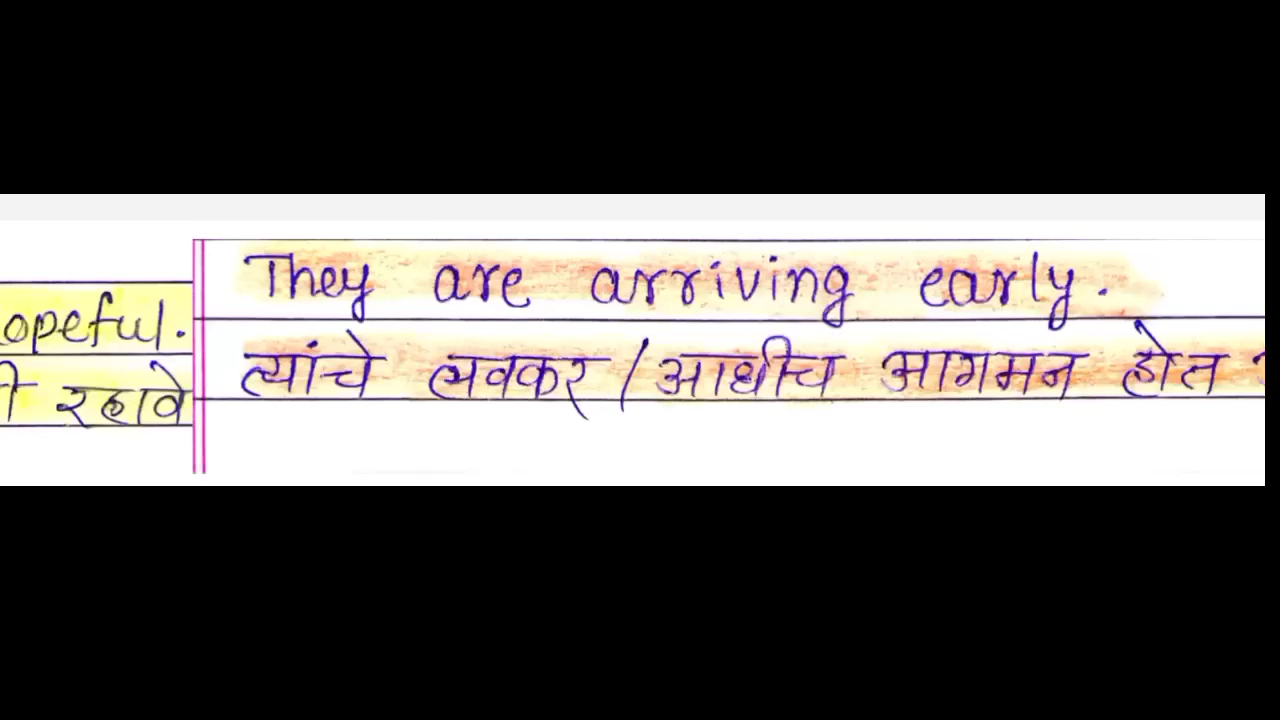 opeful.
रहावे
They are arriving early.
त्यांचे लवकर / आधीच आगमन होत